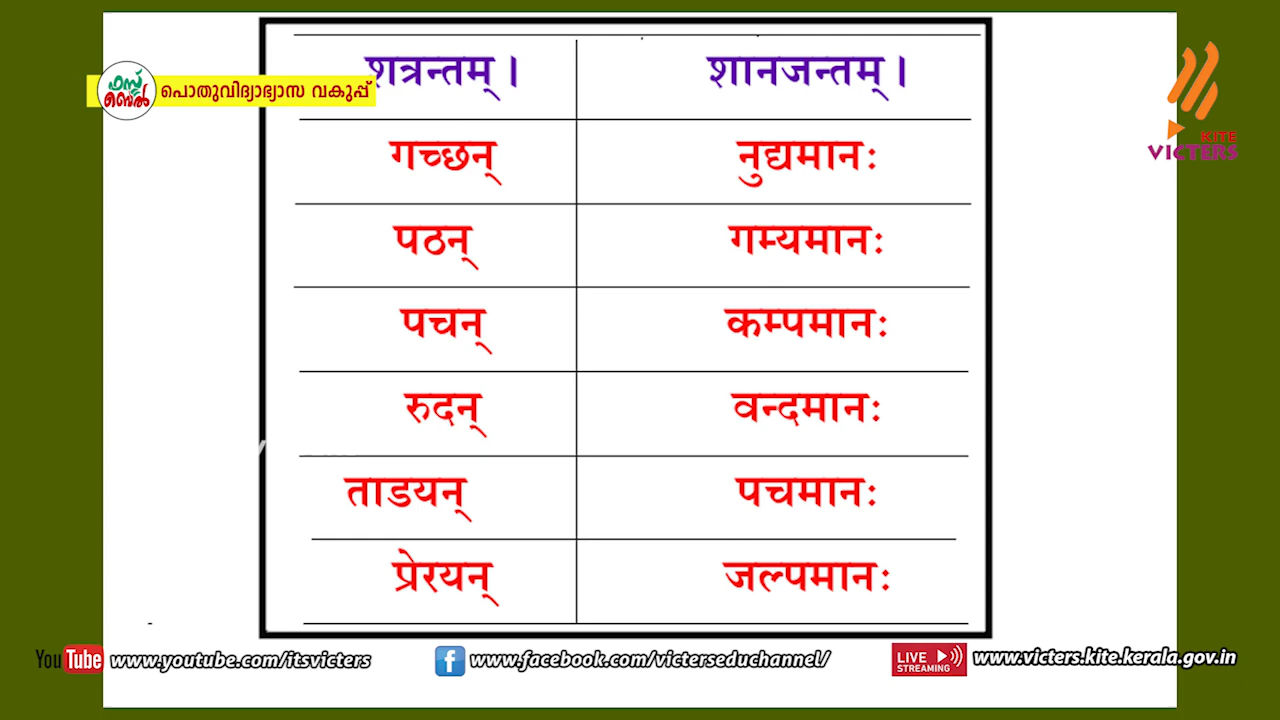 शत्रन्तम् । शानजन्तम् ।
ഫസ്റ്റ് ബെൽ പൊതുവിദ്യാഭ്യാസ വകുപ്പ്
KITE
VICTERS
गच्छन् नुद्यमानः
पठन् गम्यमानः
पचन् कम्पमानः
रुदन् वन्दमानः
ताडयन् पचमानः
प्रेरयन् जल्पमानः
YouTube www.youtube.com/itsvicters f www.facebook.com/victerseduchannel/ LIVE STREAMING www.victers.kite.kerala.gov.in